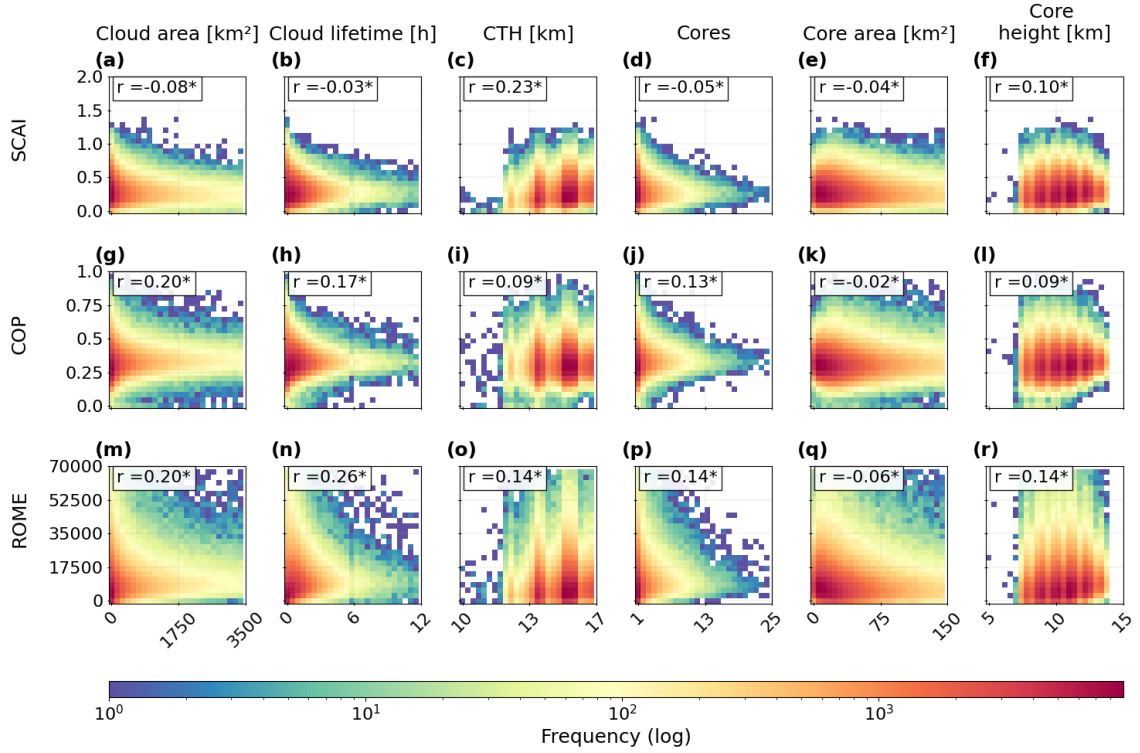 Cloud area [km²] Cloud lifetime [h] CTH [km] Cores Core area [km²] Core height [km]
(a) (b) (c) (d) (e) (f)
SCAI
2.0 1.5 1.0 0.5 0.0
r =-0.08* r =-0.03* r =0.23* r =-0.05* r =-0.04* r =0.10*
(g) (h) (i) (j) (k) (l)
COP
1.0 0.75 0.5 0.25 0.0
r =0.20* r =0.17* r =0.09* r =0.13* r =-0.02* r =0.09*
(m) (n) (o) (p) (q) (r)
ROME
70000 52500 35000 17500 0
r =0.20* r =0.26* r =0.14* r =0.14* r =-0.06* r =0.14*
0 1750 3500 0 6 12 10 13 17 1 13 25 0 75 150 5 10 15
10⁰ 10¹ 10² 10³
Frequency (log)